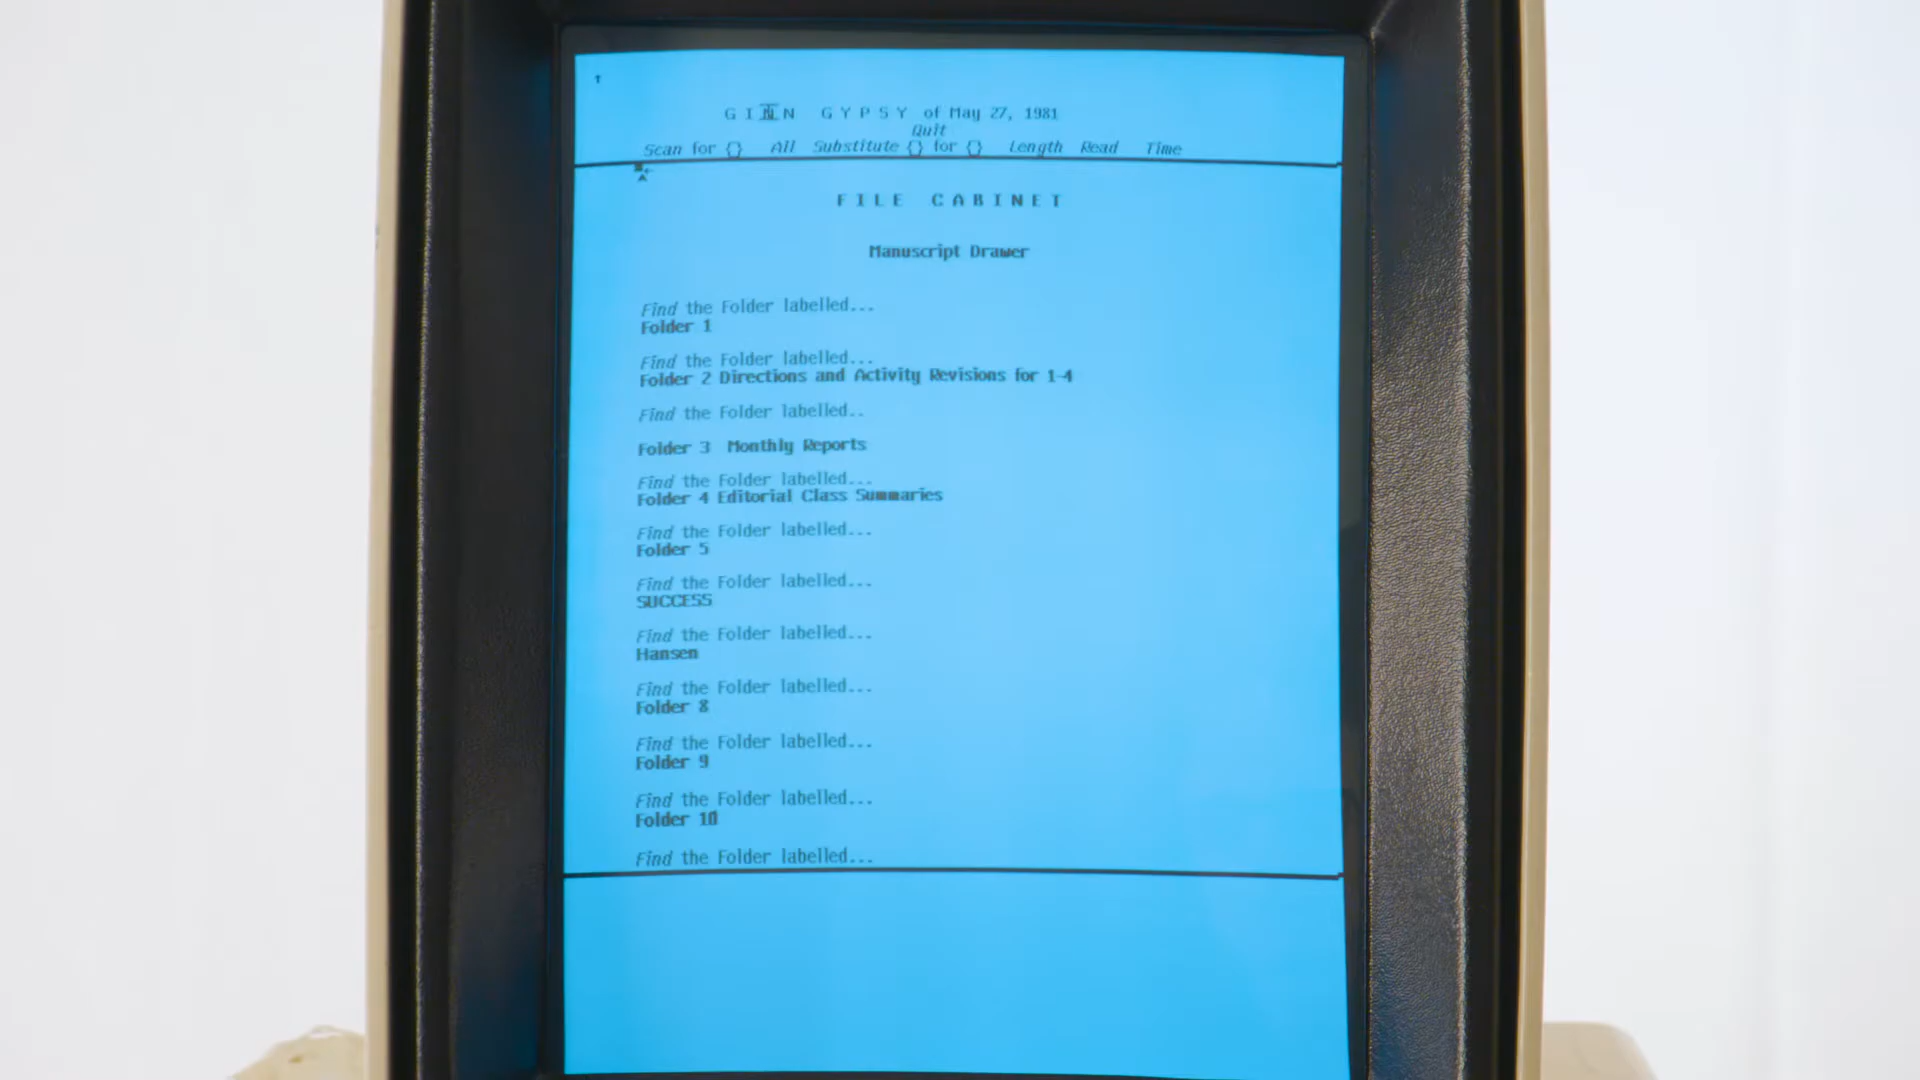 GINN GYPSY of May 27, 1981
Quit
Scan for {} All Substitute {} for {} Length Read Time
FILE CABINET
Manuscript Drawer
Find the Folder labelled...
Folder 1
Find the Folder labelled...
Folder 2 Directions and Activity Revisions for 1-4
Find the Folder labelled..
Folder 3 Monthly Reports
Find the Folder labelled...
Folder 4 Editorial Class Summaries
Find the Folder labelled...
Folder 5
Find the Folder labelled...
SUCCESS
Find the Folder labelled...
Hansen
Find the Folder labelled...
Folder 8
Find the Folder labelled...
Folder 9
Find the Folder labelled...
Folder 10
Find the Folder labelled...